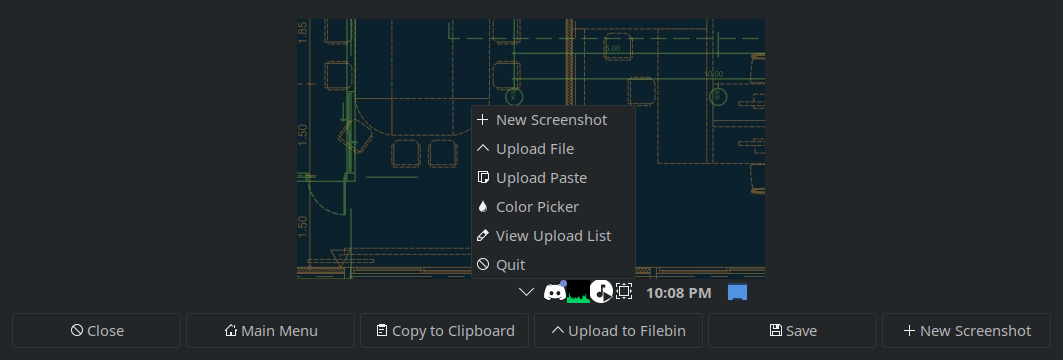 1.85
5.00
10.00
New Screenshot
Upload File
1.50
Upload Paste
Color Picker
View Upload List
1.50
Quit
10:08 PM
Close
Main Menu
Copy to Clipboard
Upload to Filebin
Save
New Screenshot